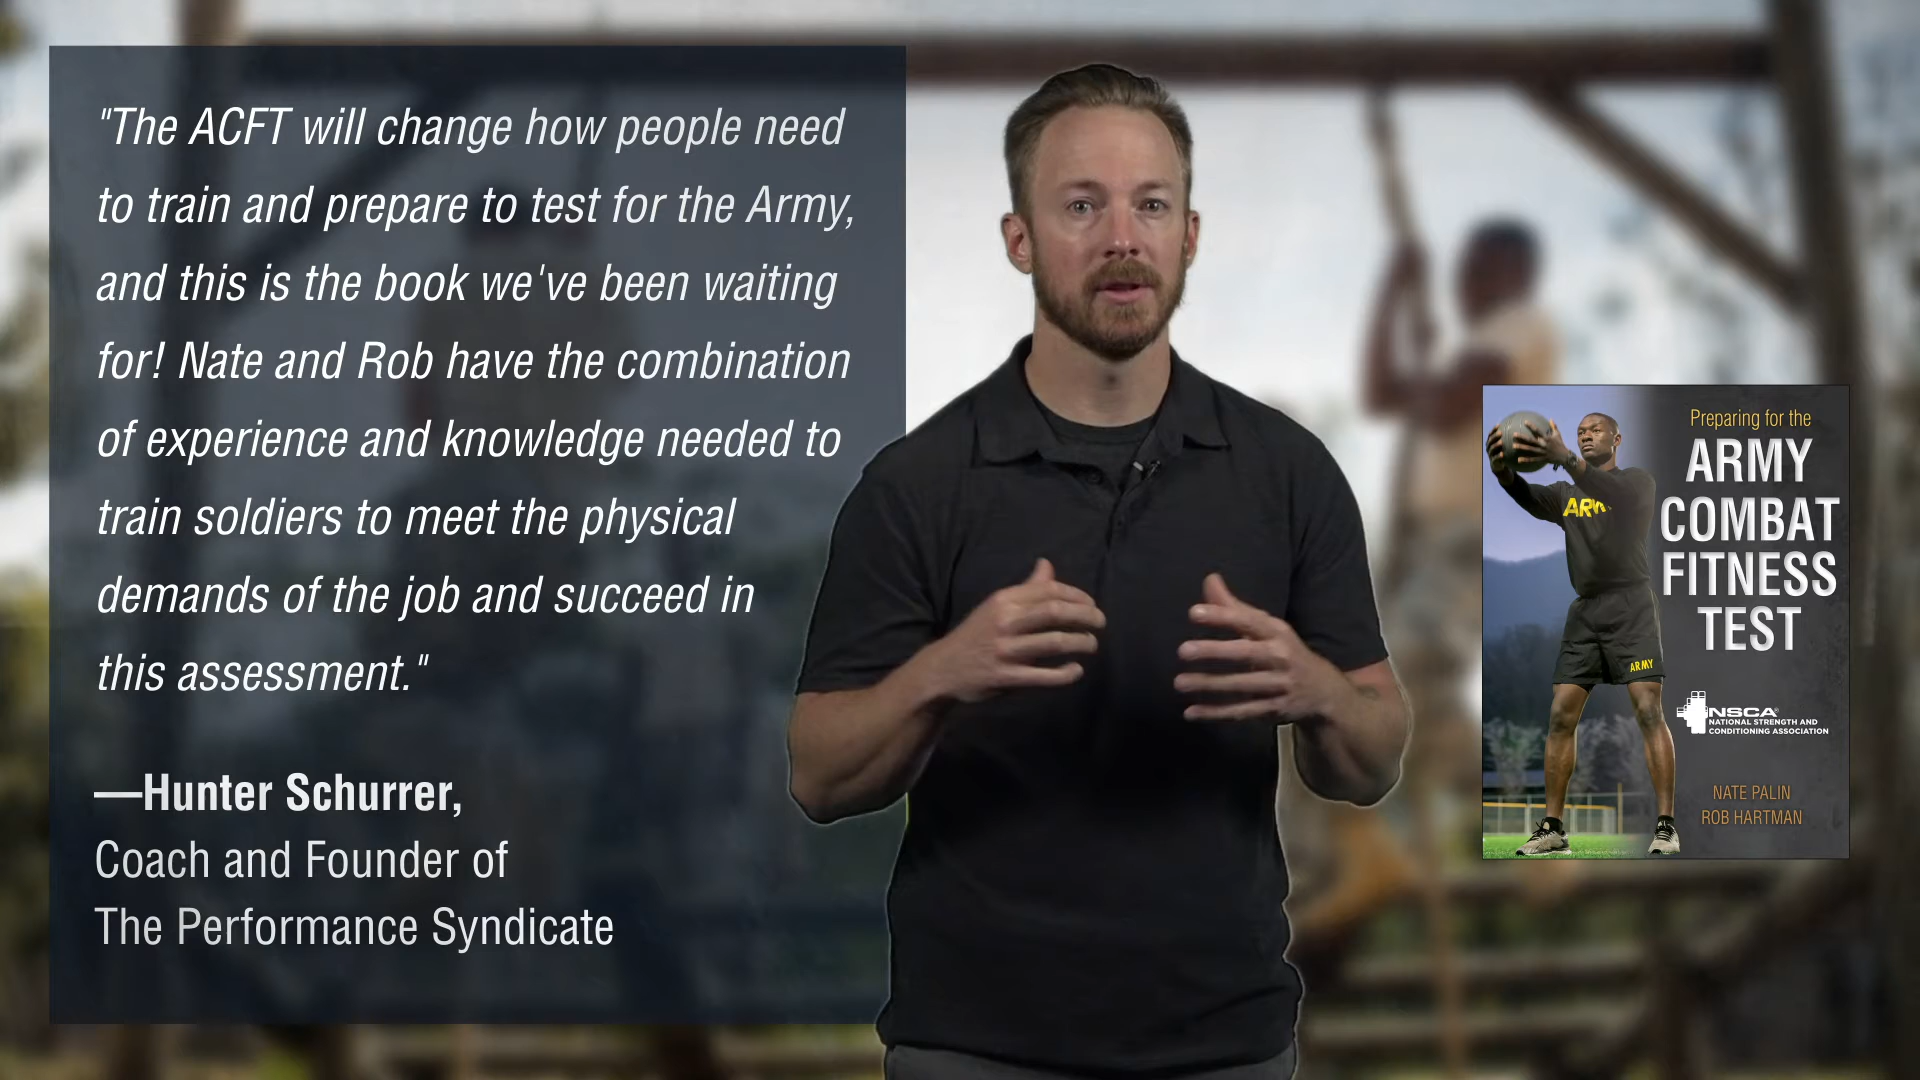 "The ACFT will change how people need
to train and prepare to test for the Army,
and this is the book we've been waiting
for! Nate and Rob have the combination
of experience and knowledge needed to
train soldiers to meet the physical
demands of the job and succeed in
this assessment."
—Hunter Schurrer,
Coach and Founder of
The Performance Syndicate
Preparing for the
ARMY
COMBAT
FITNESS
TEST
ARMY
NSCA®
NATIONAL STRENGTH AND
CONDITIONING ASSOCIATION
NATE PALIN
ROB HARTMAN